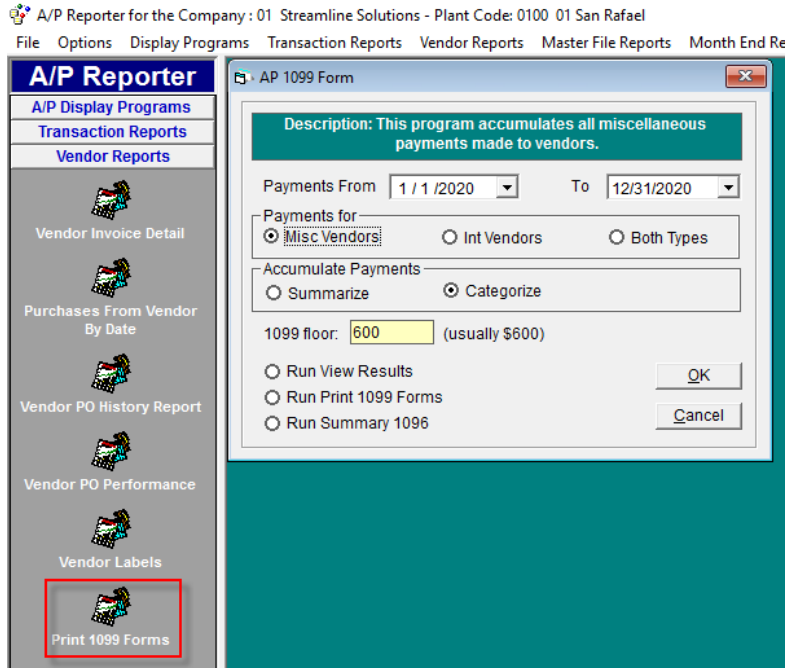 A/P Reporter for the Company : 01 Streamline Solutions - Plant Code: 0100 01 San Rafael
File Options Display Programs Transaction Reports Vendor Reports Master File Reports Month End Re
A/P Reporter
A/P Display Programs
Transaction Reports
Vendor Reports
Vendor Invoice Detail
Purchases From Vendor
By Date
Vendor PO History Report
Vendor PO Performance
Vendor Labels
Print 1099 Forms
AP 1099 Form
Description: This program accumulates all miscellaneous
payments made to vendors.
Payments From 1 / 1 /2020 To 12/31/2020
Payments for
Misc Vendors Int Vendors Both Types
Accumulate Payments
Summarize Categorize
1099 floor: 600 (usually $600)
Run View Results
OK
Run Print 1099 Forms
Run Summary 1096
Cancel